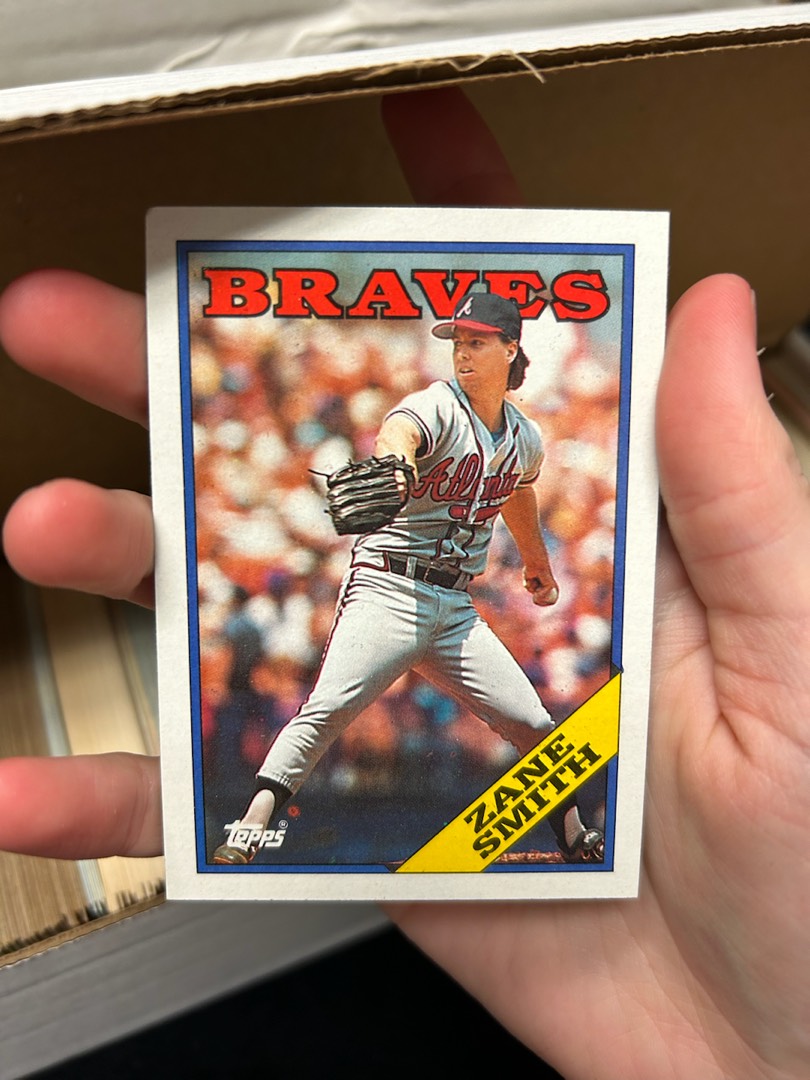 BRAVES
A
Atlanta
ZANE
SMITH
Topps®